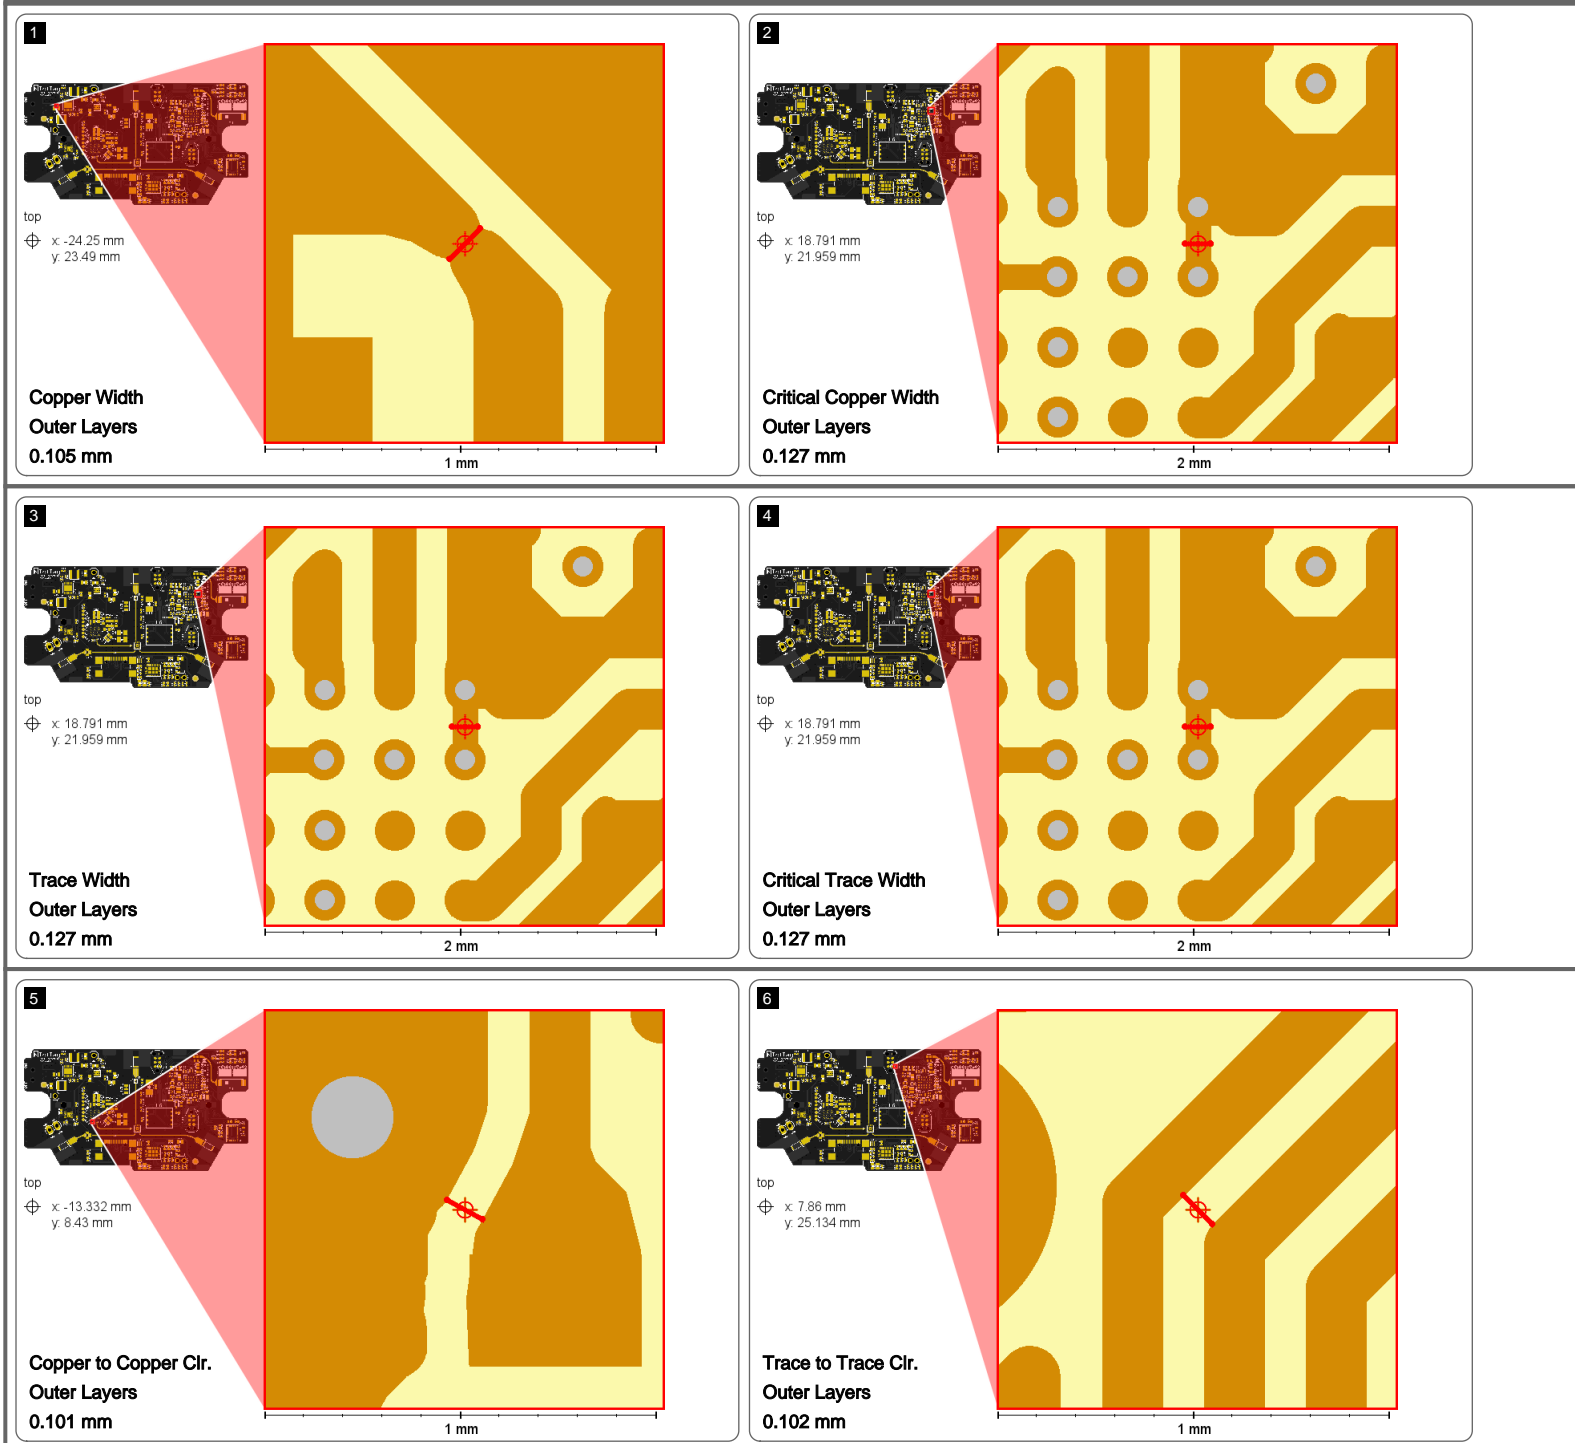 1
top
x: -24.25 mm
y: 23.49 mm
Copper Width
Outer Layers
0.105 mm
1 mm
2
top
x: 18.791 mm
y: 21.959 mm
Critical Copper Width
Outer Layers
0.127 mm
2 mm
3
top
x: 18.791 mm
y: 21.959 mm
Trace Width
Outer Layers
0.127 mm
2 mm
4
top
x: 18.791 mm
y: 21.959 mm
Critical Trace Width
Outer Layers
0.127 mm
2 mm
5
top
x: -13.332 mm
y: 8.43 mm
Copper to Copper Clr.
Outer Layers
0.101 mm
1 mm
6
top
x: 7.86 mm
y: 25.134 mm
Trace to Trace Clr.
Outer Layers
0.102 mm
1 mm